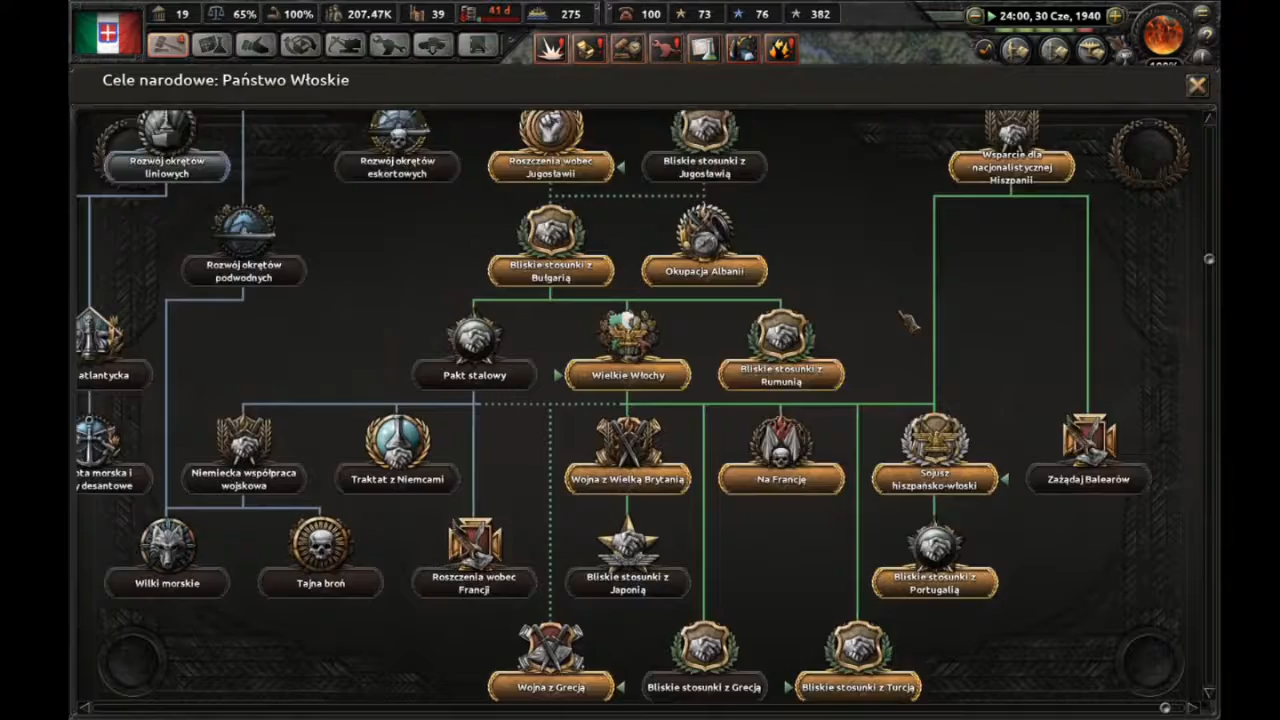 19 65% 100% 207.47K 39 41 d 275 100 73 76 382 24:00, 30 Cze, 1940
100%
Cele narodowe: Państwo Włoskie
Rozwój okrętów
liniowych
Rozwój okrętów
eskortowych
Roszczenia wobec
Jugosławii
Bliskie stosunki z
Jugosławią
Wsparcie dla
nacjonalistycznej
Hiszpanii
Rozwój okrętów
podwodnych
Bliskie stosunki z
Bułgarią
Okupacja Albanii
atlantycka
Pakt stalowy
Wielkie Włochy
Bliskie stosunki z
Rumunią
ota morska i
y desantowe
Niemiecka współpraca
wojskowa
Traktat z Niemcami
Wojna z Wielką Brytanią
Na Francję
Sojusz
hiszpańsko-włoski
Zażądaj Balearów
Wilki morskie
Tajna broń
Roszczenia wobec
Francji
Bliskie stosunki z
Japonią
Bliskie stosunki z
Portugalią
Wojna z Grecją
Bliskie stosunki z Grecją
Bliskie stosunki z Turcją